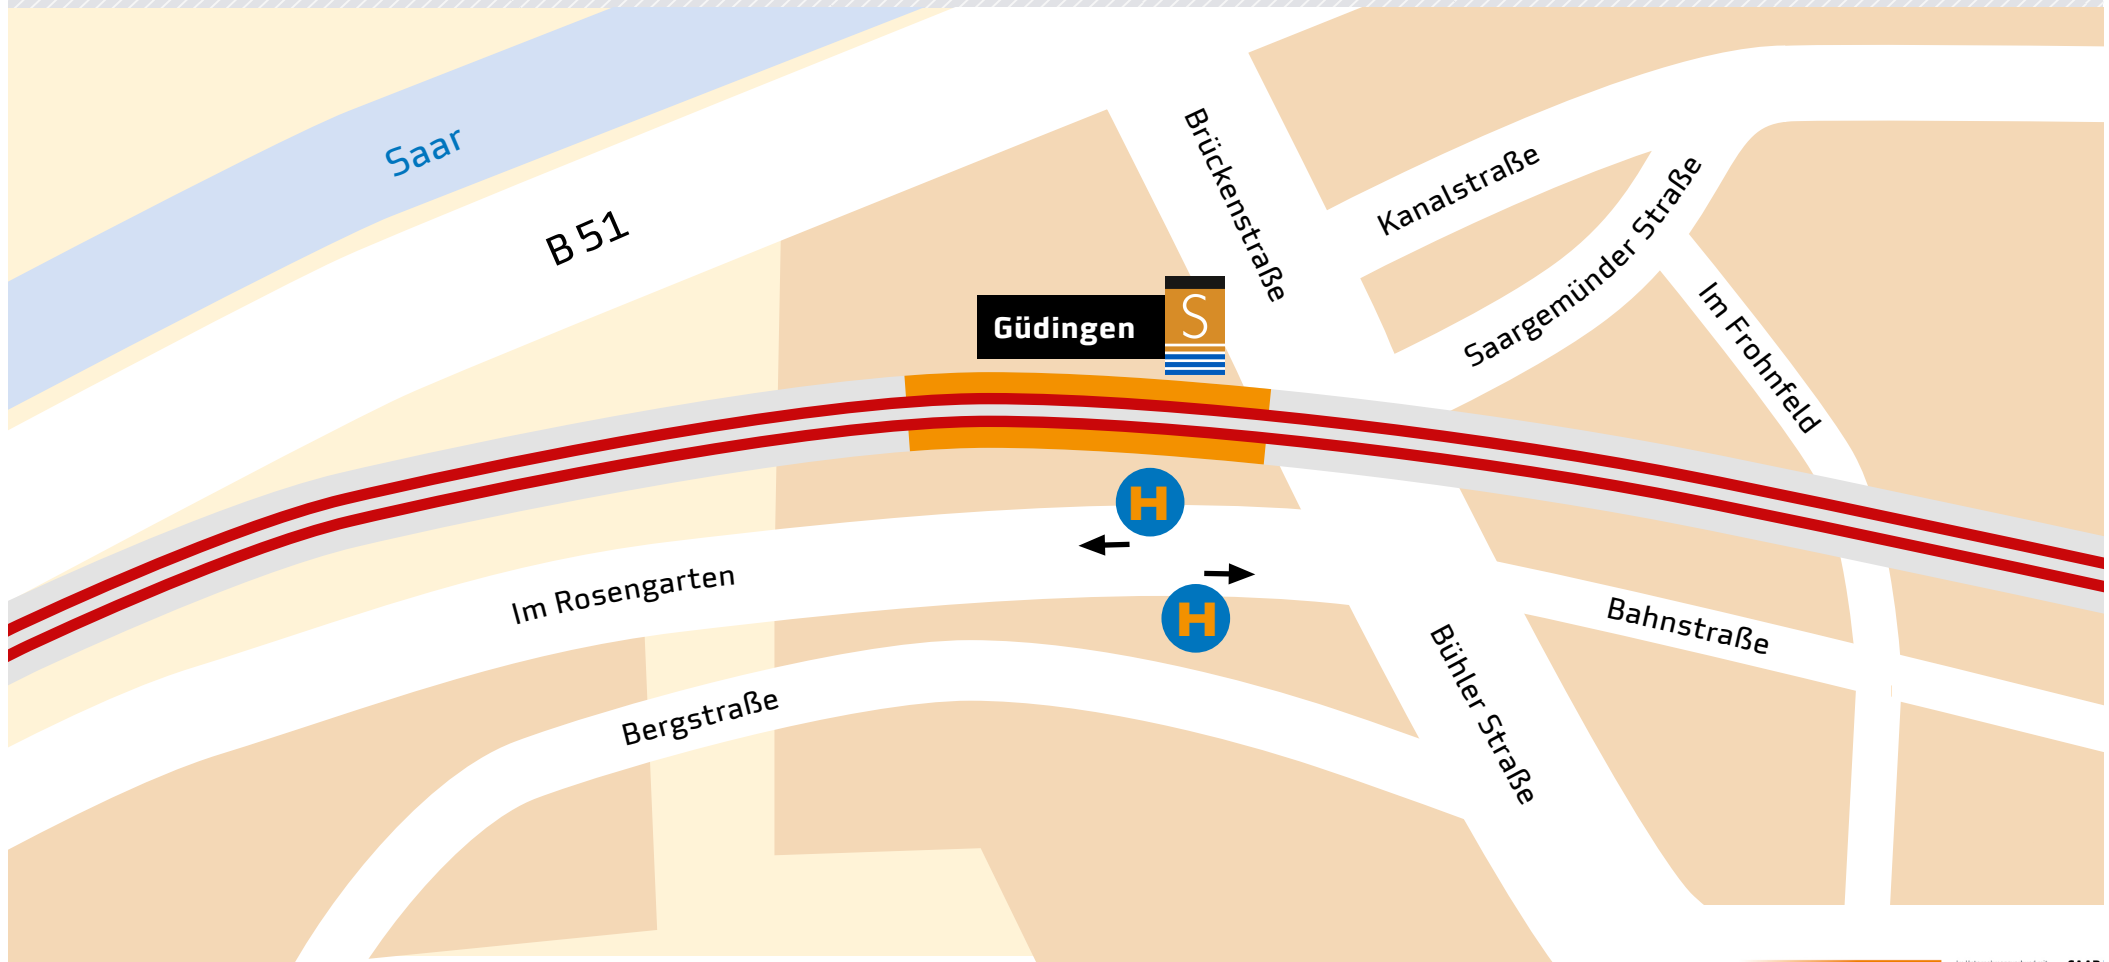 Saar
B 51
Brückenstraße
Kanalstraße
Saargemünder Straße
Im Frohnfeld
Güdingen
S
H
H
Im Rosengarten
Bahnstraße
Bergstraße
Bühler Straße